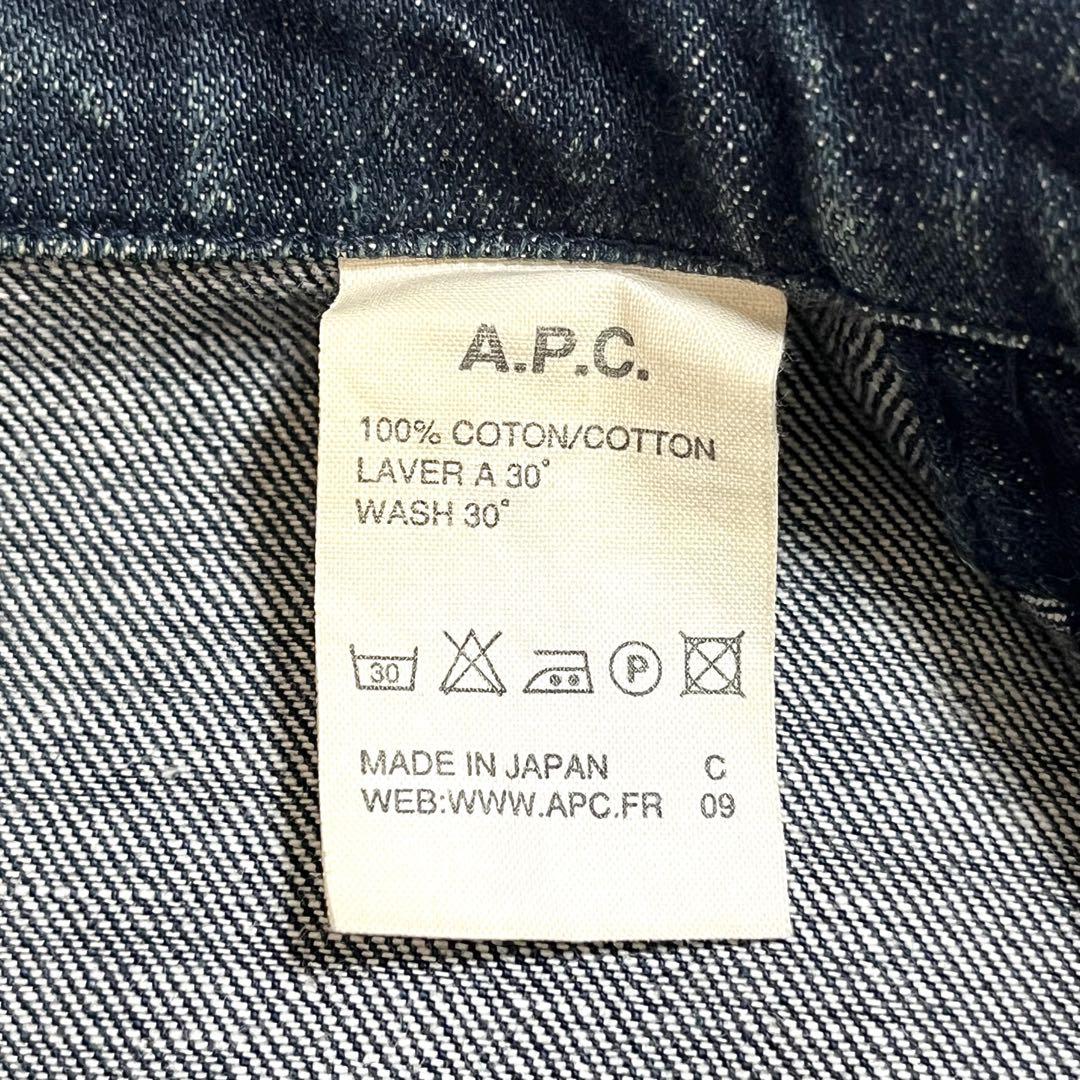 A.P.C.
100% COTON/COTTON
LAVER A 30°
WASH 30°
30 P
MADE IN JAPAN C
WEB:WWW.APC.FR 09